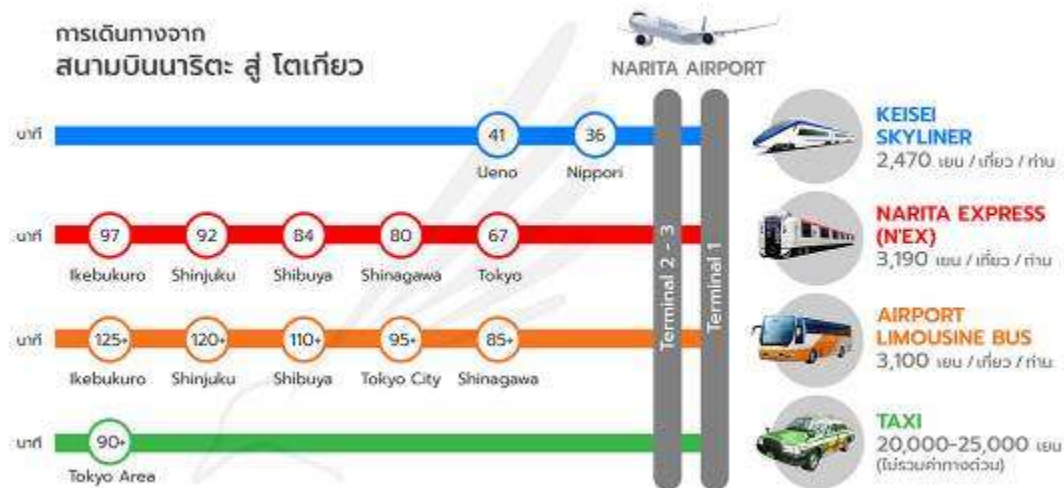 การเดินทางจาก
สนามบินนาริตะ สู่ โตเกียว
NARITA AIRPORT
นาที
41
36
Ueno
Nippori
KEISEI
SKYLINER
2,470 เยน / เที่ยว / ท่าน
นาที
97
92
84
80
67
Ikebukuro
Shinjuku
Shibuya
Shinagawa
Tokyo
NARITA EXPRESS
(N'EX)
3,190 เยน / เที่ยว / ท่าน
Terminal 2 - 3
Terminal 1
นาที
125+
120+
110+
95+
85+
Ikebukuro
Shinjuku
Shibuya
Tokyo City
Shinagawa
AIRPORT
LIMOUSINE BUS
3,100 เยน / เที่ยว / ท่าน
นาที
90+
Tokyo Area
TAXI
20,000-25,000 เยน
(ไม่รวมค่าทางด่วน)